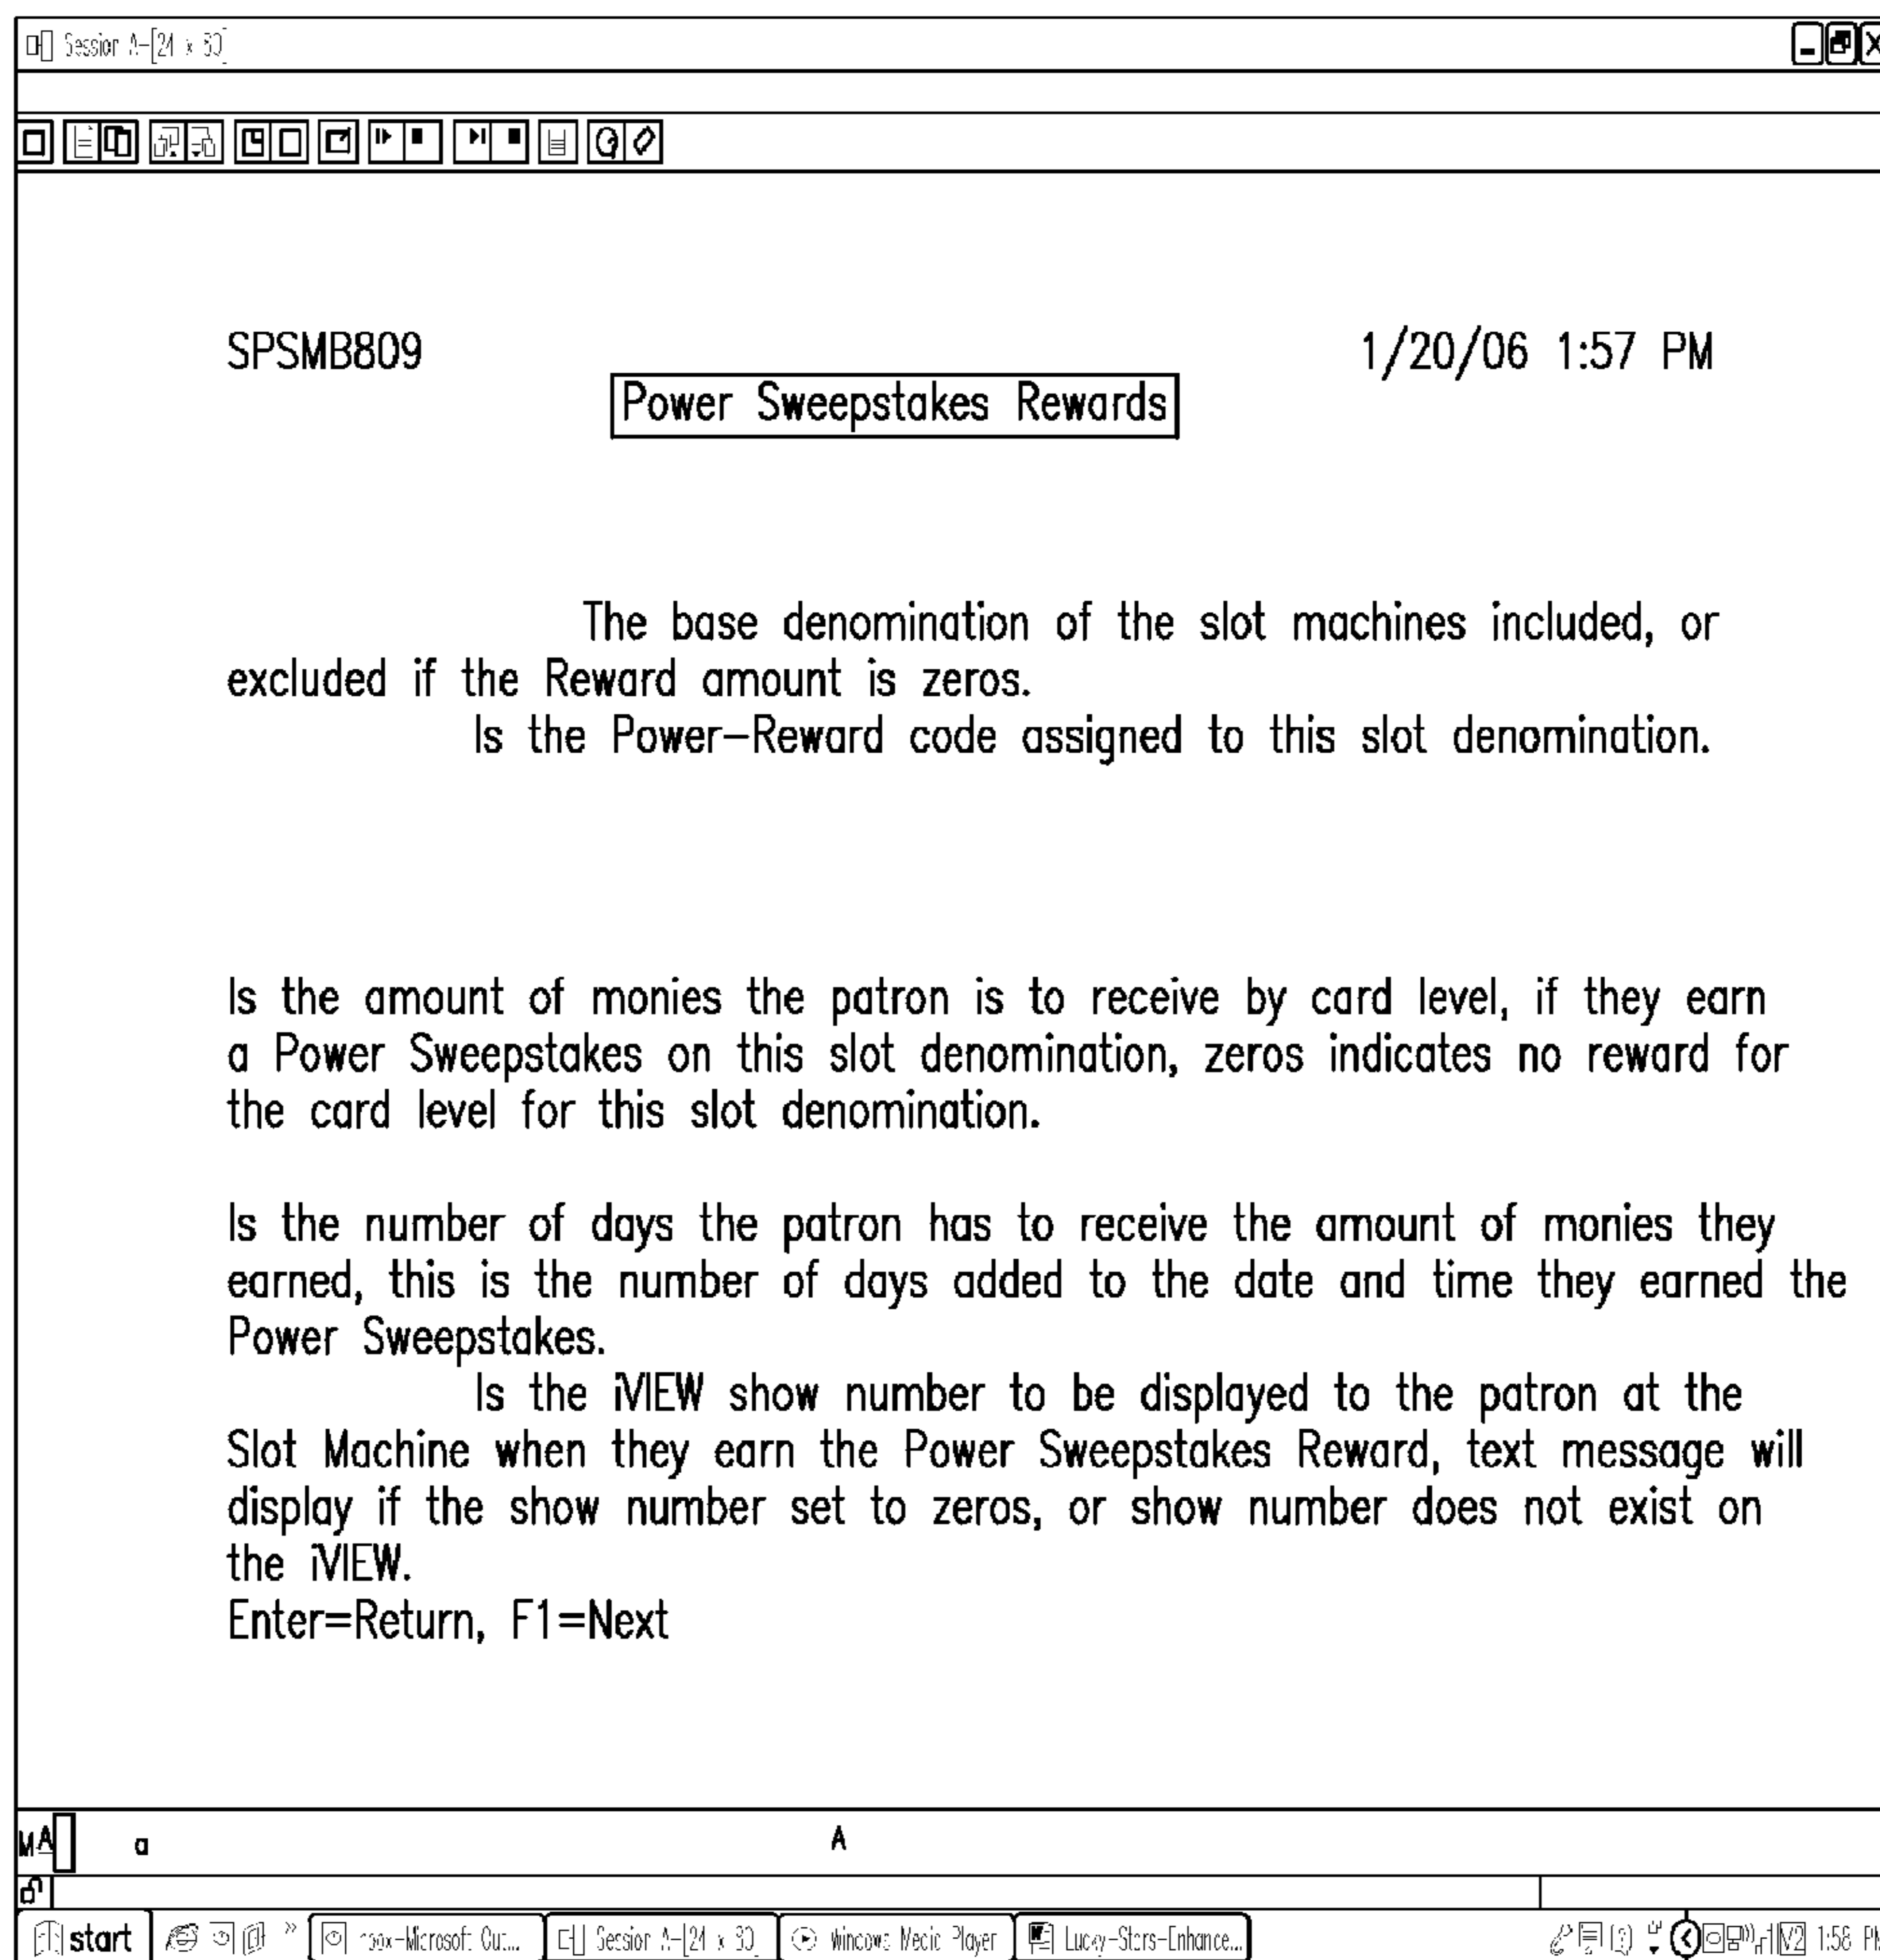 Session A-[24 x 80]
SPSMB809
1/20/06 1:57 PM
Power Sweepstakes Rewards
The base denomination of the slot machines included, or
excluded if the Reward amount is zeros.
Is the Power-Reward code assigned to this slot denomination.
Is the amount of monies the patron is to receive by card level, if they earn
a Power Sweepstakes on this slot denomination, zeros indicates no reward for
the card level for this slot denomination.
Is the number of days the patron has to receive the amount of monies they
earned, this is the number of days added to the date and time they earned the
Power Sweepstakes.
Is the iVIEW show number to be displayed to the patron at the
Slot Machine when they earn the Power Sweepstakes Reward, text message will
display if the show number set to zeros, or show number does not exist on
the iVIEW.
Enter=Return, F1=Next
MA a A
start » Inbox-Microsoft Out... Session A-[24 x 80] Windows Media Player Lucky-Stars-Enhance... V2 1:58 PM